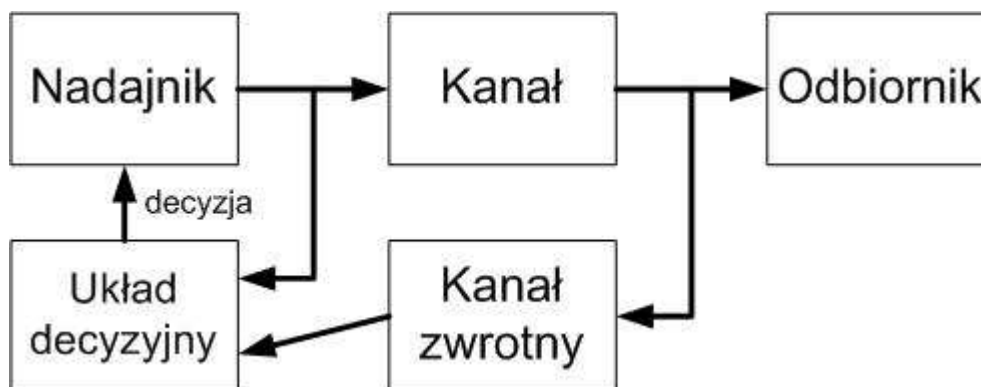 Nadajnik
Kanał
Odbiornik
decyzja
Układ
decyzyjny
Kanał
zwrotny